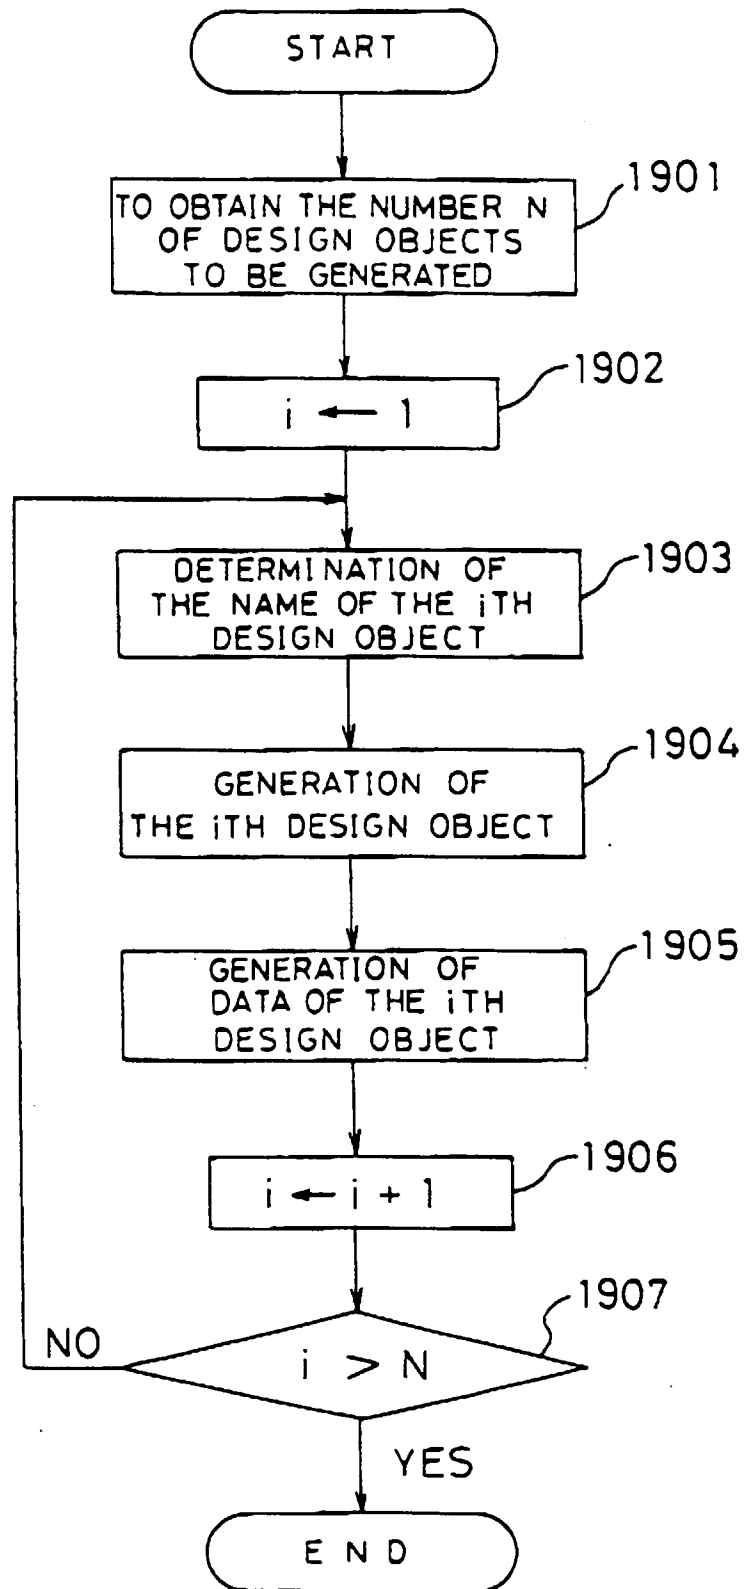 START
TO OBTAIN THE NUMBER N
OF DESIGN OBJECTS
TO BE GENERATED
1901
i ← 1
1902
DETERMINATION OF
THE NAME OF THE iTH
DESIGN OBJECT
1903
GENERATION OF
THE iTH DESIGN OBJECT
1904
GENERATION OF
DATA OF THE iTH
DESIGN OBJECT
1905
i ← i + 1
1906
i > N
1907
NO
YES
END